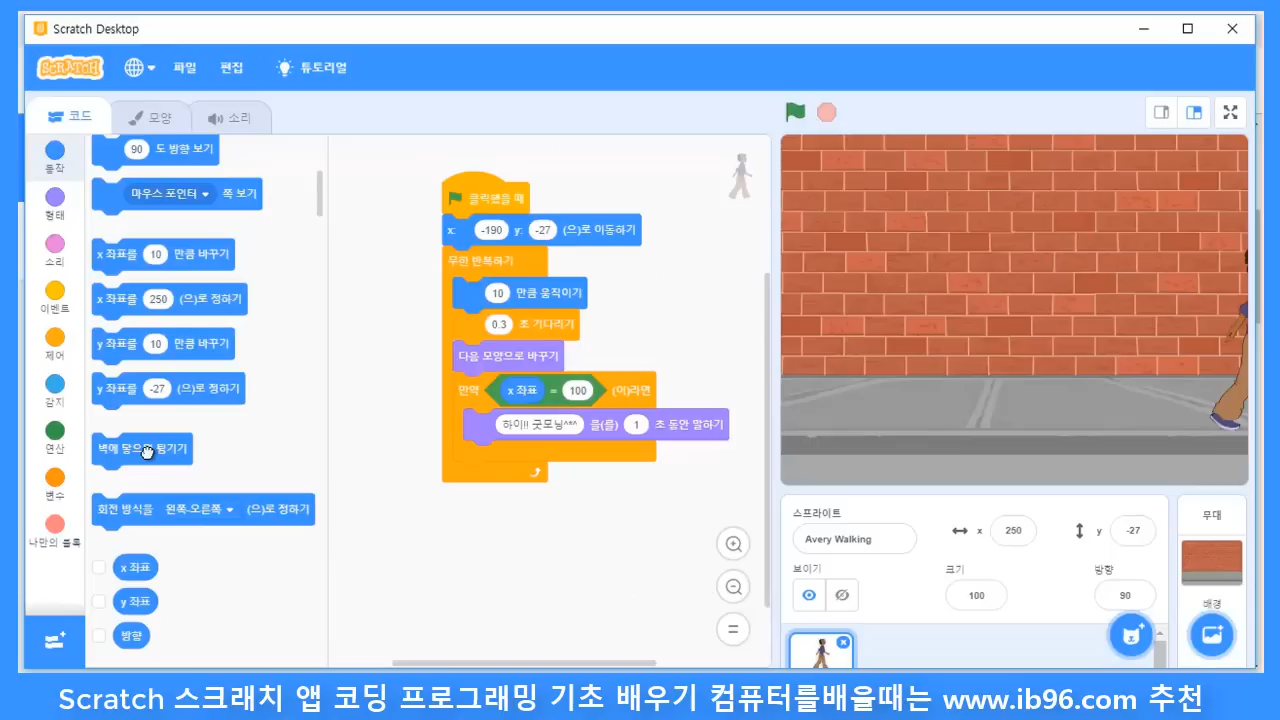 Scratch Desktop
SCRATCH 파일 편집 튜토리얼
코드 모양 소리
동작
형태
소리
이벤트
제어
감지
연산
변수
나만의 블록
90 도 방향 보기
마우스 포인터 쪽 보기
x 좌표를 10 만큼 바꾸기
x 좌표를 250 (으)로 정하기
y 좌표를 10 만큼 바꾸기
y 좌표를 -27 (으)로 정하기
벽에 닿으면 튕기기
회전 방식을 왼쪽-오른쪽 (으)로 정하기
x 좌표
y 좌표
방향
클릭했을 때
x: -190 y: -27 (으)로 이동하기
무한 반복하기
10 만큼 움직이기
0.3 초 기다리기
다음 모양으로 바꾸기
만약 x 좌표 = 100 (이)라면
하이!! 굿모닝^*^ 을(를) 1 초 동안 말하기
스프라이트
Avery Walking
x 250 y -27
보이기 크기 방향
100 90
무대
배경
Scratch 스크래치 앱 코딩 프로그래밍 기초 배우기 컴퓨터를배울때는 www.ib96.com 추천